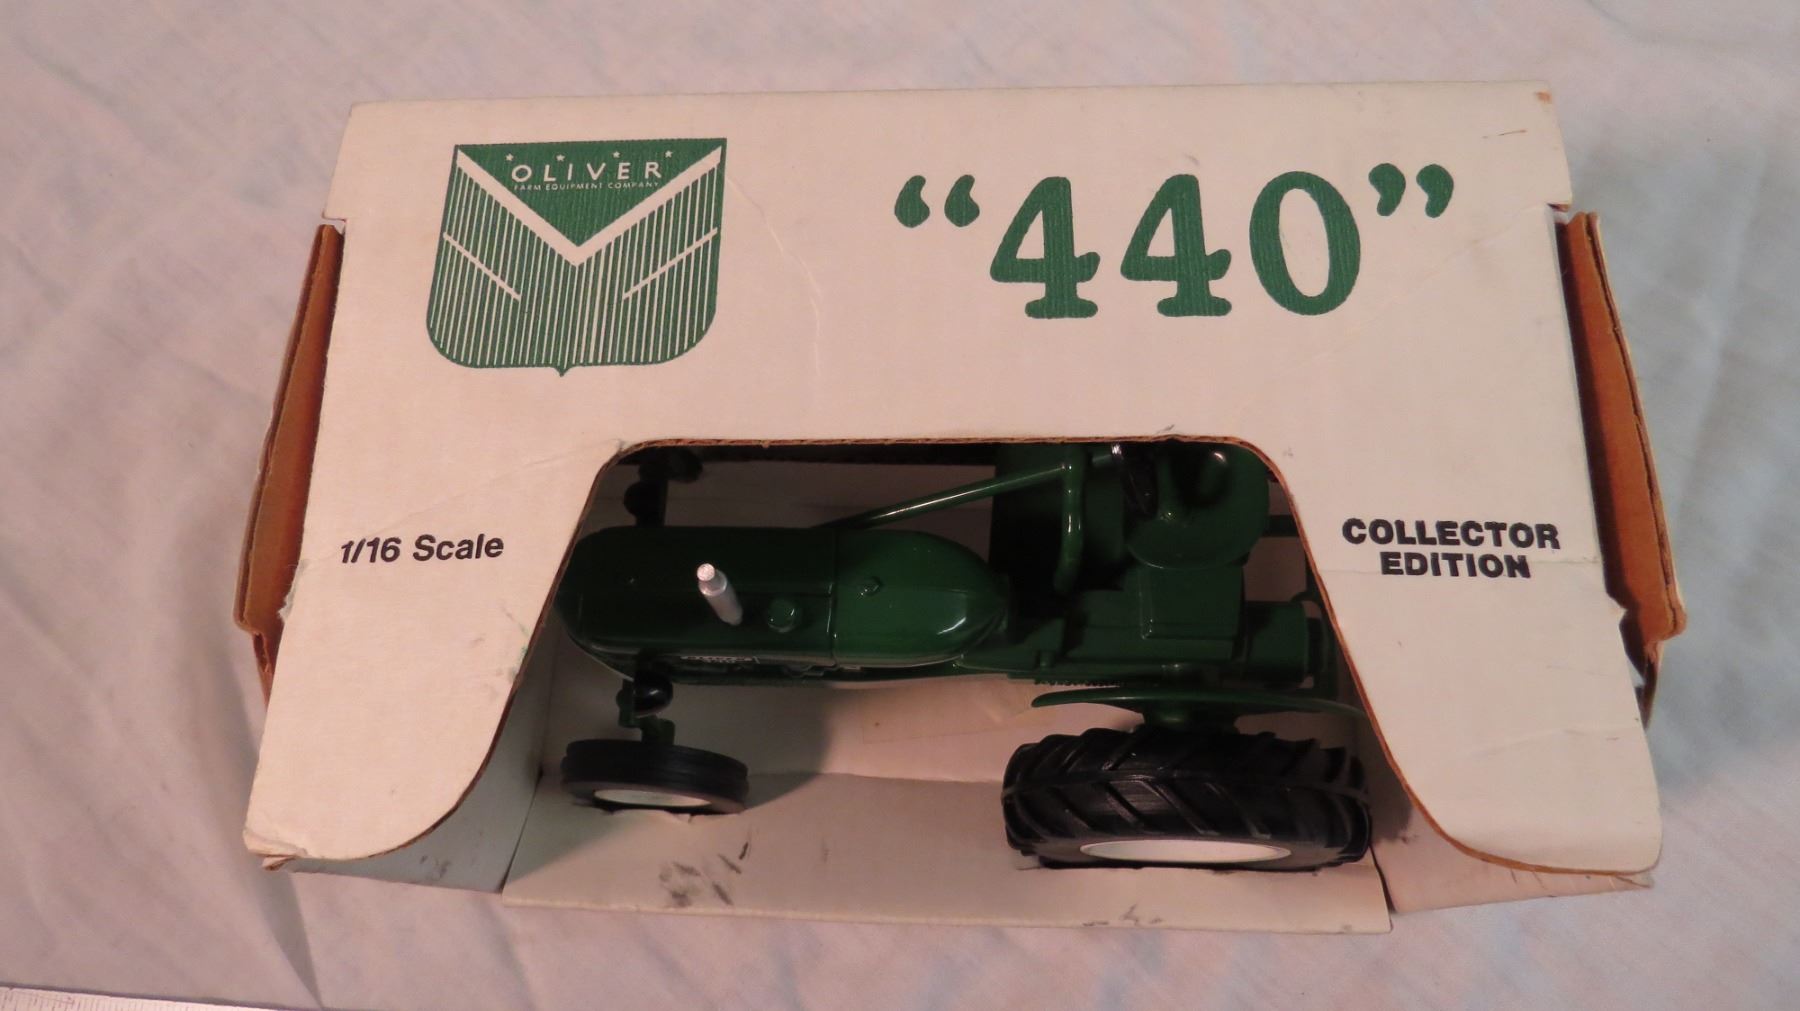 OLIVER
FARM EQUIPMENT COMPANY
“440”
1/16 Scale
COLLECTOR
EDITION